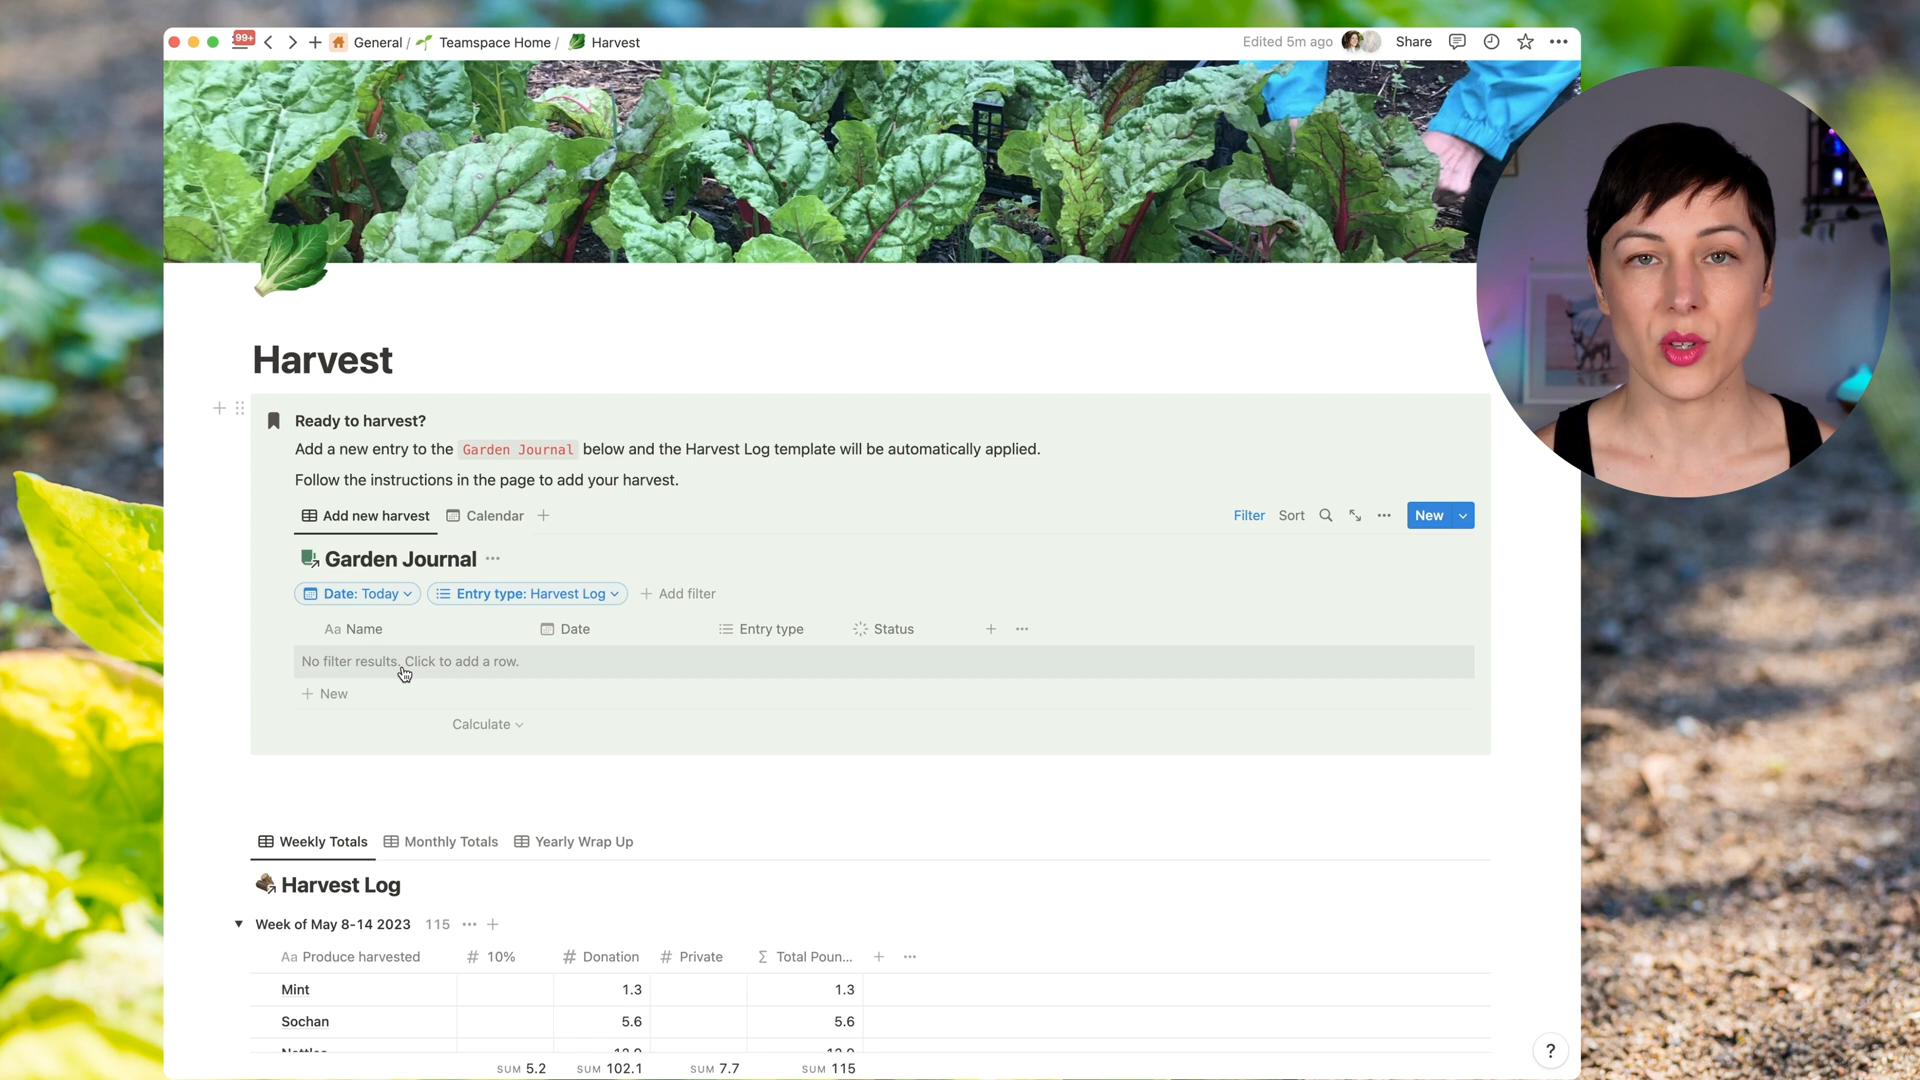 99+
General / Teamspace Home / Harvest
Edited 5m ago Share
Harvest
Ready to harvest?
Add a new entry to the Garden Journal below and the Harvest Log template will be automatically applied.
Follow the instructions in the page to add your harvest.
Add new harvest Calendar
Filter Sort New
Garden Journal
Date: Today Entry type: Harvest Log Add filter
Aa Name Date Entry type Status
No filter results. Click to add a row.
New
Calculate
Weekly Totals Monthly Totals Yearly Wrap Up
Harvest Log
Week of May 8-14 2023 115
Aa Produce harvested # 10% # Donation # Private Σ Total Poun...
Mint 1.3 1.3
Sochan 5.6 5.6
SUM 5.2 SUM 102.1 SUM 7.7 SUM 115
?